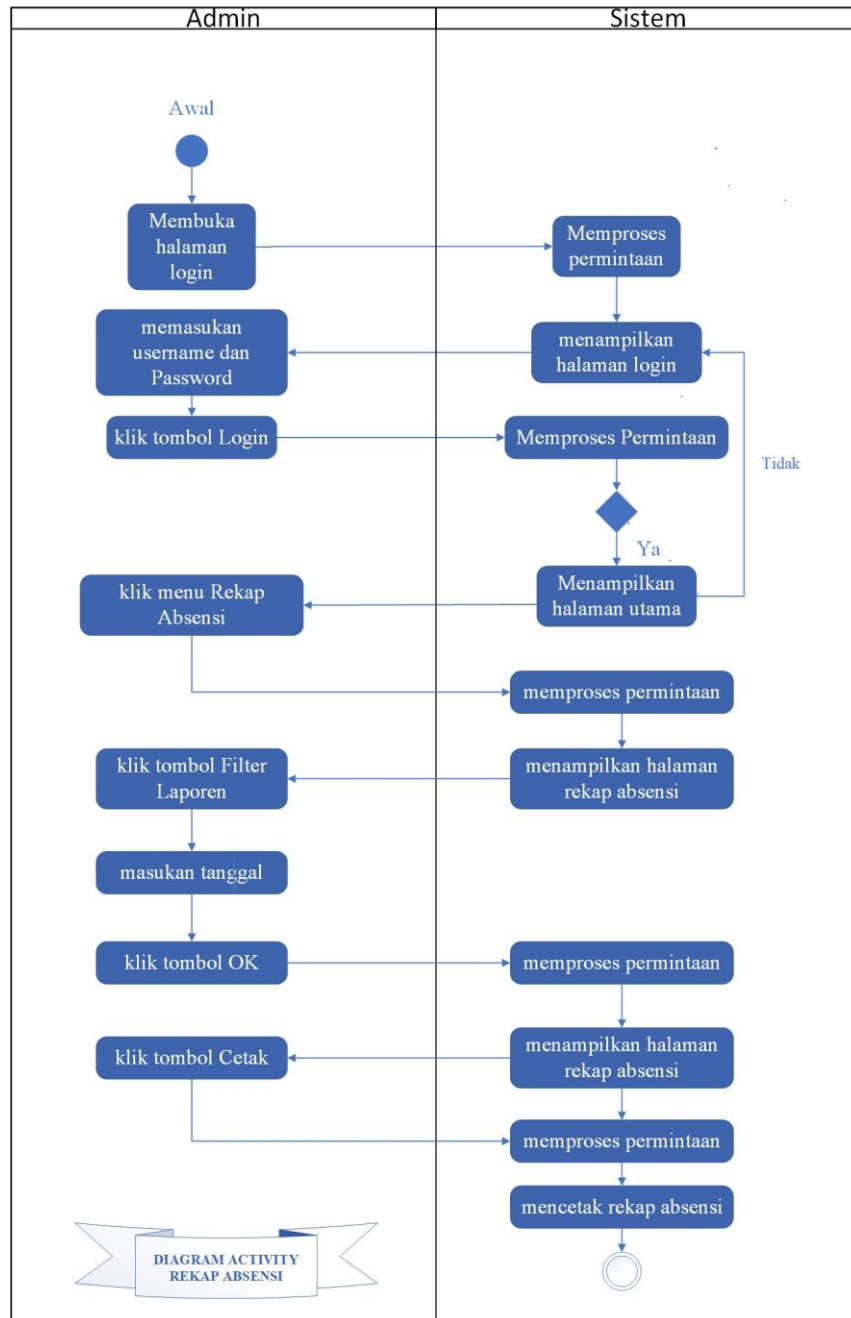 Admin
Sistem
Awal
Membuka
halaman
login
Memproses
permintaan
memasukan
username dan
Password
menampilkan
halaman login
klik tombol Login
Memproses Permintaan
Tidak
Ya
klik menu Rekap
Absensi
Menampilkan
halaman utama
memproses permintaan
klik tombol Filter
Laporen
menampilkan halaman
rekap absensi
masukan tanggal
klik tombol OK
memproses permintaan
klik tombol Cetak
menampilkan halaman
rekap absensi
memproses permintaan
mencetak rekap absensi
DIAGRAM ACTIVITY
REKAP ABSENSI